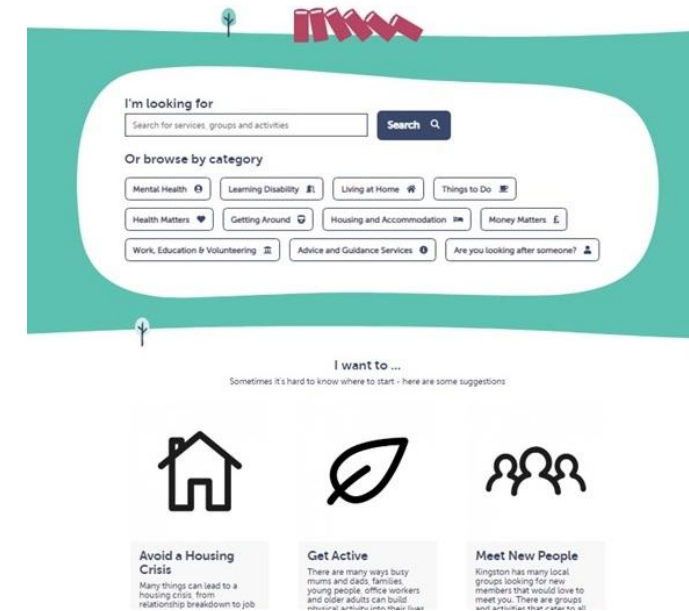 I'm looking for
Search for services, groups and activities
Search
Or browse by category
Mental Health
Learning Disability
Living at Home
Things to Do
Health Matters
Getting Around
Housing and Accommodation
Money Matters £
Work, Education & Volunteering
Advice and Guidance Services
Are you looking after someone?
I want to ...
Sometimes it's hard to know where to start - here are some suggestions
Avoid a Housing
Crisis
Many things can lead to a
housing crisis, from
relationship breakdown to job
Get Active
There are many ways busy
mums and dads, families,
young people, office workers
and older adults can build
physical activity into their lives
Meet New People
Kingston has many local
groups looking for new
members that would love to
meet you. There are groups
and activities that cater to all